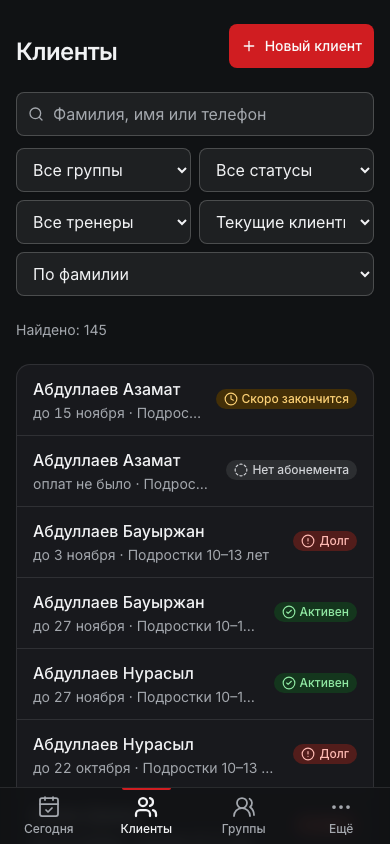 Клиенты
Новый клиент
Фамилия, имя или телефон
Все группы
Все статусы
Все тренеры
Текущие клиент
По фамилии
Найдено: 145
Абдуллаев Азамат
до 15 ноября · Подрос...
Скоро закончится
Абдуллаев Азамат
оплат не было · Подрос...
Нет абонемента
Абдуллаев Бауыржан
до 3 ноября · Подростки 10–13 лет
Долг
Абдуллаев Бауыржан
до 27 ноября · Подростки 10–1...
Активен
Абдуллаев Нурасыл
до 27 ноября · Подростки 10–1...
Активен
Абдуллаев Нурасыл
до 22 октября · Подростки 10–13 ...
Долг
Сегодня
Клиенты
Группы
Ещё